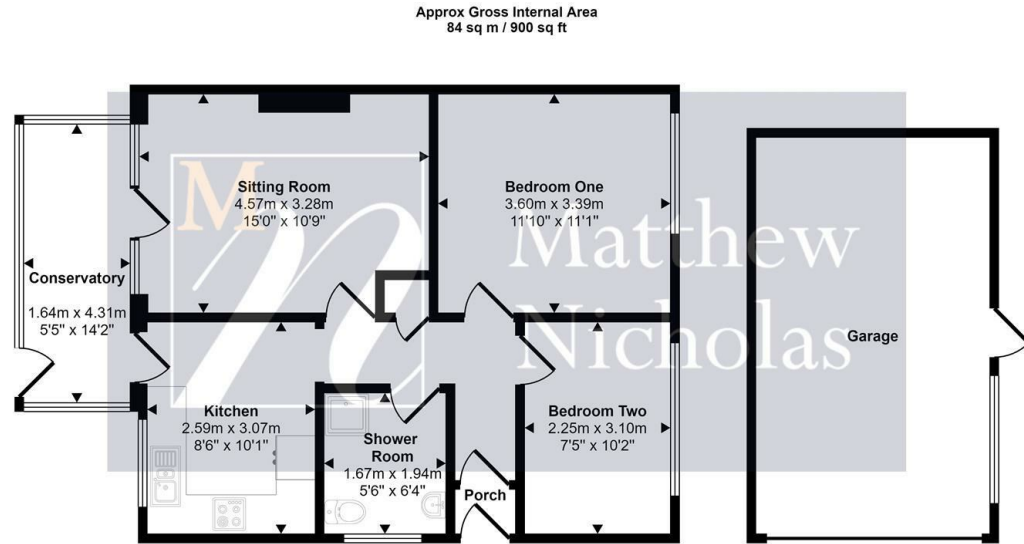 Approx Gross Internal Area
84 sq m / 900 sq ft
Sitting Room
4.57m x 3.28m
15'0" x 10'9"
Bedroom One
3.60m x 3.39m
11'10" x 11'1"
M
n
Matthew
Nicholas
Conservatory
1.64m x 4.31m
5'5" x 14'2"
Garage
Kitchen
2.59m x 3.07m
8'6" x 10'1"
Shower
Room
1.67m x 1.94m
5'6" x 6'4"
Bedroom Two
2.25m x 3.10m
7'5" x 10'2"
Porch